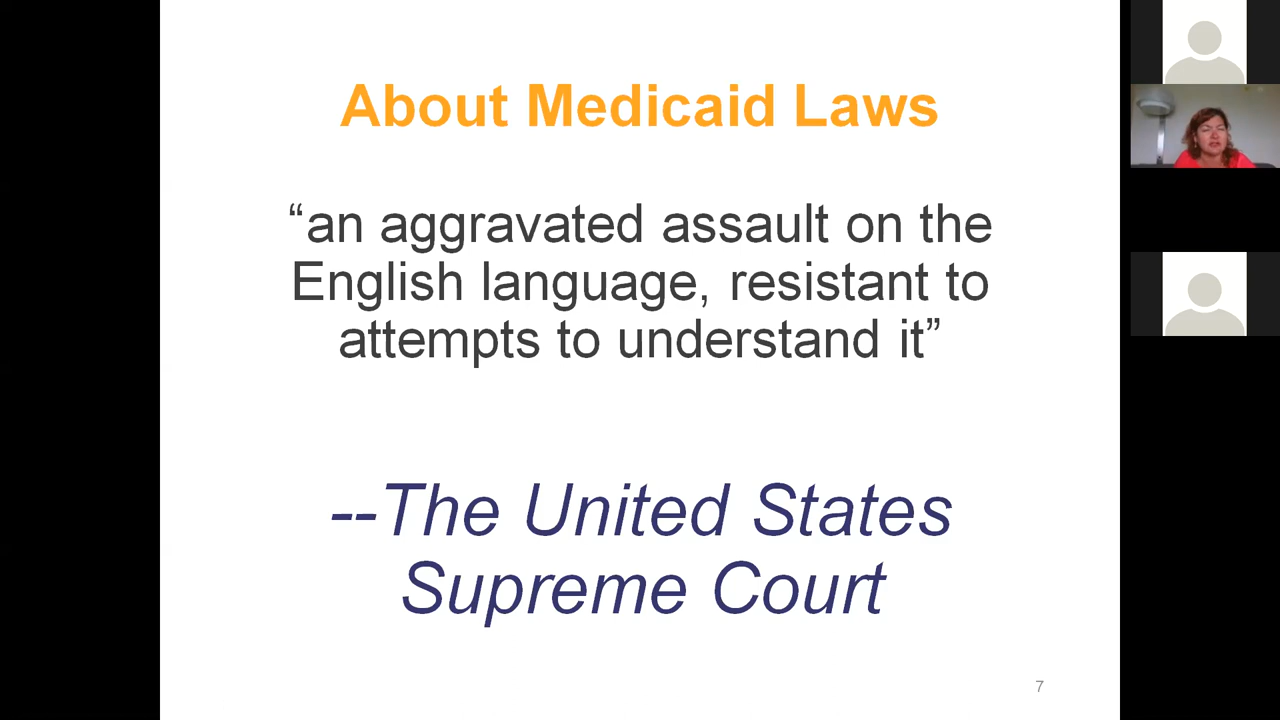 About Medicaid Laws
“an aggravated assault on the
English language, resistant to
attempts to understand it”
--The United States
Supreme Court
7